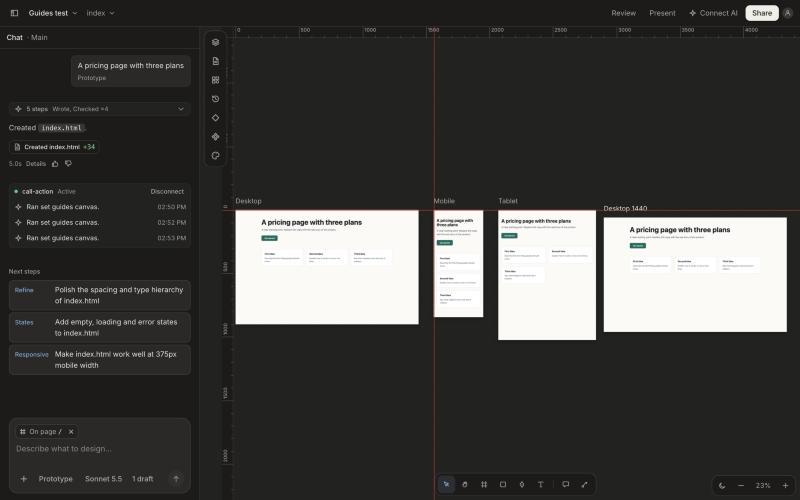 Guides test
index
Review
Present
Connect AI
Share
Chat · Main
A pricing page with three plans
Prototype
5 steps Wrote, Checked ×4
Created index.html.
Created index.html +34
5.0s Details
call-action Active Disconnect
Ran set guides canvas. 02:50 PM
Ran set guides canvas. 02:52 PM
Ran set guides canvas. 02:53 PM
Next steps
Refine Polish the spacing and type hierarchy
of index.html
States Add empty, loading and error states
to index.html
Responsive Make index.html work well at 375px
mobile width
On page /
Describe what to design...
Prototype Sonnet 5.5 1 draft
0 500 1000 1500 2000 2500 3000 3500 4000
0
500
1000
1500
2000
Desktop
A pricing page with three plans
Mobile
A pricing page with
three plans
Tablet
A pricing page with three plans
Desktop 1440
A pricing page with three plans
23%